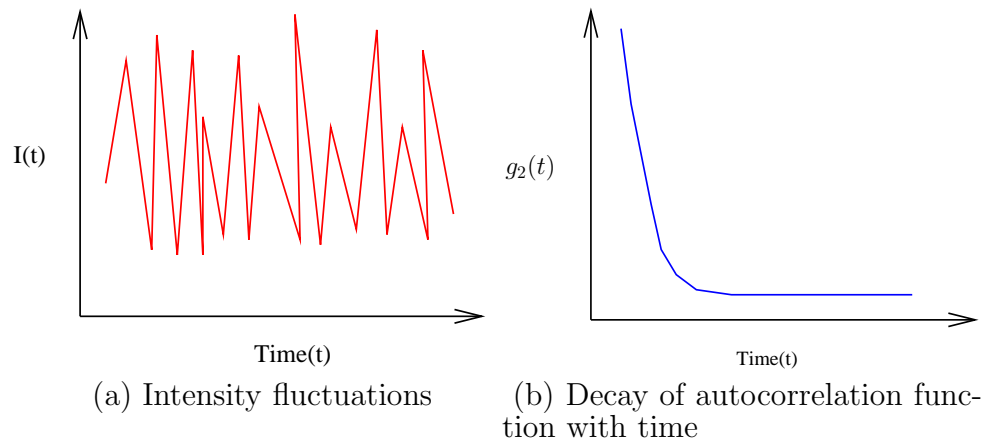 I(t)
Time(t)
(a) Intensity fluctuations
g₂(t)
Time(t)
(b) Decay of autocorrelation func-
tion with time